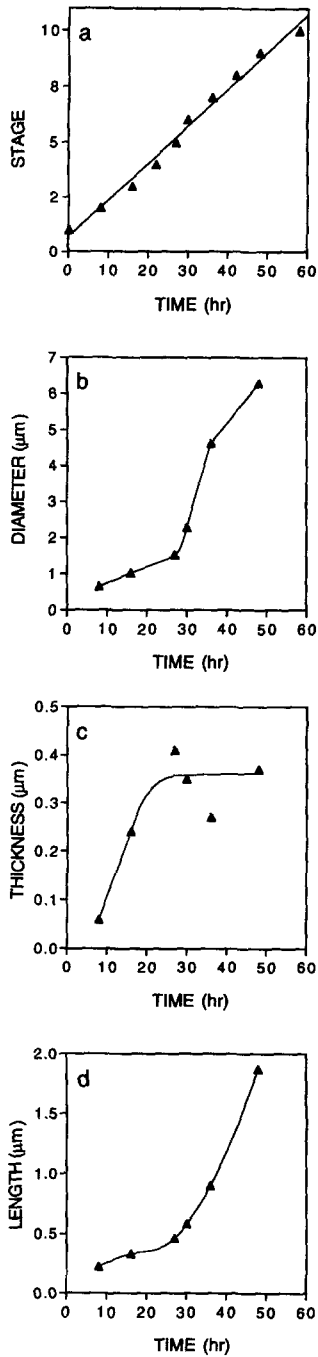 a
STAGE
10
8
5
2
0
0 10 20 30 40 50 60
TIME (hr)
b
DIAMETER (μm)
7
6
5
4
3
2
1
0
0 10 20 30 40 50 60
TIME (hr)
c
THICKNESS (μm)
0.5
0.4
0.3
0.2
0.1
0.0
0 10 20 30 40 50 60
TIME (hr)
d
LENGTH (μm)
2.0
1.5
1.0
0.5
0.0
0 10 20 30 40 50 60
TIME (hr)